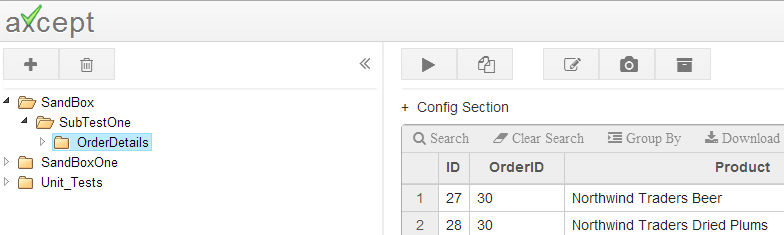 axcept
SandBox
SubTestOne
OrderDetails
SandBoxOne
Unit_Tests
+ Config Section
Search Clear Search Group By Download
ID OrderID Product
1 27 30 Northwind Traders Beer
2 28 30 Northwind Traders Dried Plums